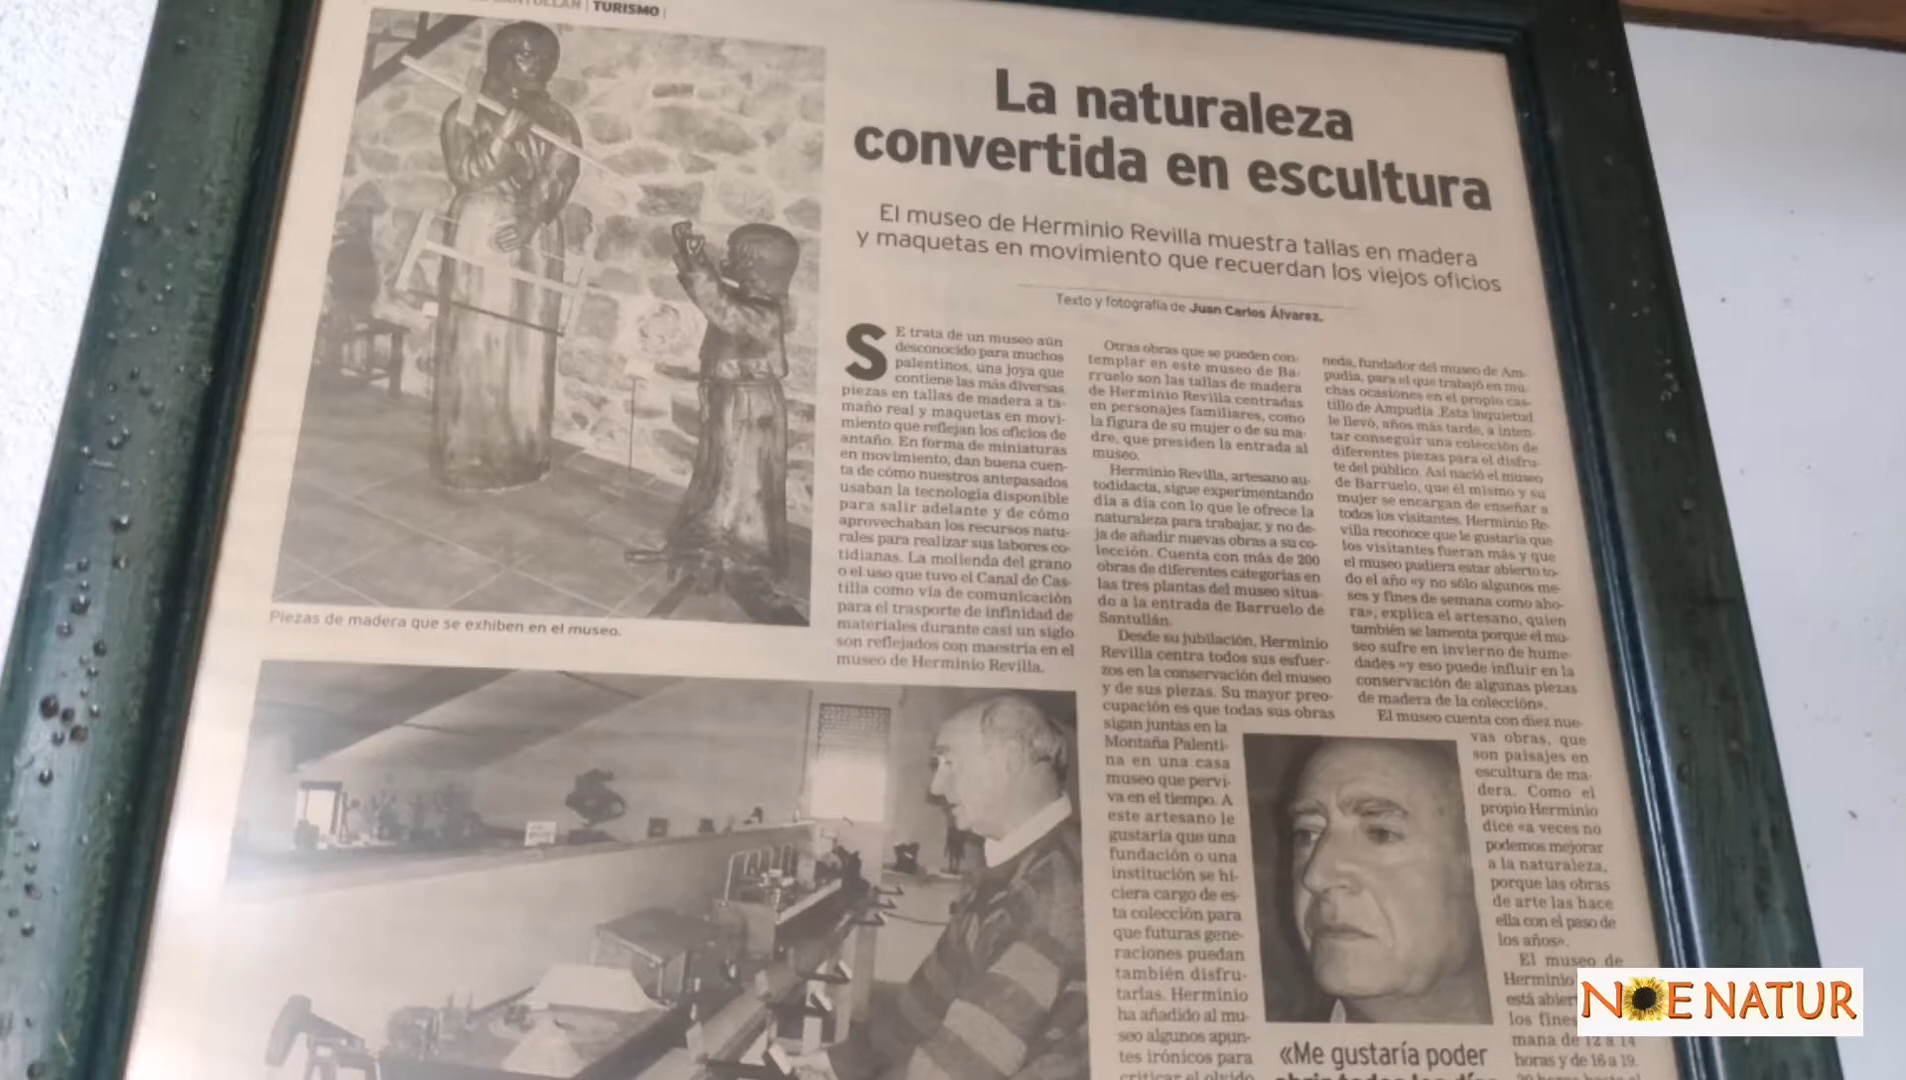 SANTULLÁN | TURISMO |
La naturaleza
convertida en escultura
El museo de Herminio Revilla muestra tallas en madera
y maquetas en movimiento que recuerdan los viejos oficios
Texto y fotografía de Juan Carlos Álvarez.
SE trata de un museo aún
desconocido para muchos
palentinos, una joya que
contiene las más diversas
piezas en tallas de madera a ta-
maño real y maquetas en movi-
miento que reflejan los oficios de
antaño. En forma de miniaturas
en movimiento, dan buena cuen-
ta de cómo nuestros antepasados
usaban la tecnología disponible
para salir adelante y de cómo
aprovechaban los recursos natu-
rales para realizar sus labores co-
tidianas. La molienda del grano
o el uso que tuvo el Canal de Cas-
tilla como vía de comunicación
para el trasporte de infinidad de
materiales durante casi un siglo
son reflejados con maestría en el
museo de Herminio Revilla.
Otras obras que se pueden con-
templar en este museo de Ba-
rruelo son las tallas de madera
de Herminio Revilla centradas
en personajes familiares, como
la figura de su mujer o de su ma-
dre, que presiden la entrada al
museo.
Herminio Revilla, artesano au-
todidacta, sigue experimentando
día a día con lo que le ofrece la
naturaleza para trabajar, y no de-
ja de añadir nuevas obras a su co-
lección. Cuenta con más de 200
obras de diferentes categorías en
las tres plantas del museo situa-
do a la entrada de Barruelo de
Santullán.
Desde su jubilación, Herminio
Revilla centra todos sus esfuer-
zos en la conservación del museo
y de sus piezas. Su mayor preo-
cupación es que todas sus obras
sigan juntas en la
Montaña Palenti-
na en una casa
museo que pervi-
va en el tiempo. A
este artesano le
gustaría que una
fundación o una
institución se hi-
ciera cargo de es-
ta colección para
que futuras gene-
raciones puedan
también disfru-
tarlas. Herminio
ha añadido al mu-
seo algunos apun-
tes irónicos para
criticar el olvido
neda, fundador del museo de Am-
pudia, para el que trabajó en mu-
chas ocasiones en el propio cas-
tillo de Ampudia .Esta inquietud
le llevó, años más tarde, a inten-
tar conseguir una colección de
diferentes piezas para el disfru-
te del público. Así nació el museo
de Barruelo, que él mismo y su
mujer se encargan de enseñar a
todos los visitantes. Herminio Re-
villa reconoce que le gustaría que
los visitantes fueran más y que
el museo pudiera estar abierto to-
do el año «y no sólo algunos me-
ses y fines de semana como aho-
ra», explica el artesano, quien
también se lamenta porque el mu-
seo sufre en invierno de hume-
dades «y eso puede influir en la
conservación de algunas piezas
de madera de la colección».
El museo cuenta con diez nue-
vas obras, que
son paisajes en
escultura de ma-
dera. Como el
propio Herminio
dice «a veces no
podemos mejorar
a la naturaleza,
porque las obras
de arte las hace
ella con el paso de
los años».
El museo de
Herminio
está abier
los fines
mana de 12 a 14
horas y de 16 a 19.
Piezas de madera que se exhiben en el museo.
«Me gustaría poder
abrir todos los días
NOE NATUR